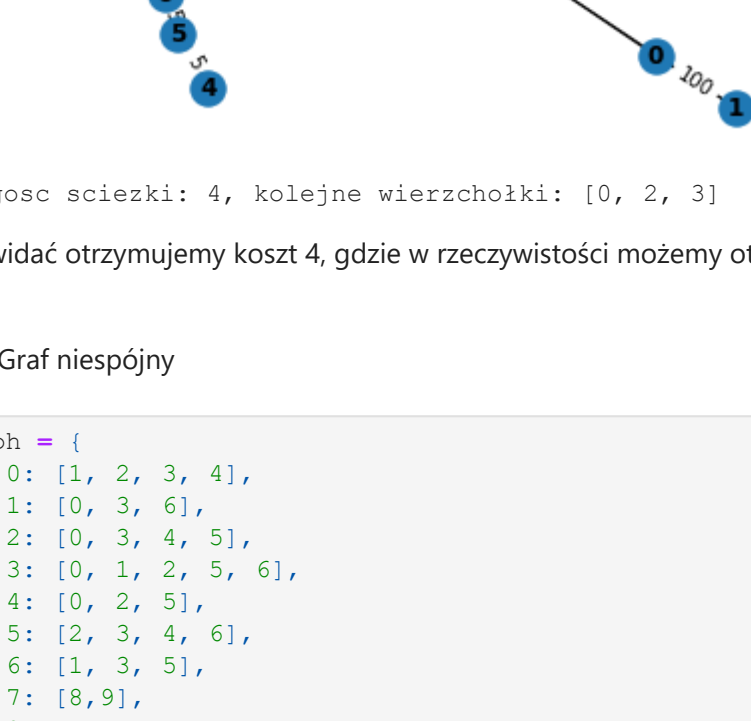 5
5
4
0
100
1
gosc sciezki: 4, kolejne wierzchołki: [0, 2, 3]
widać otrzymujemy koszt 4, gdzie w rzeczywistości możemy ot
Graf niespójny
ph = {
0: [1, 2, 3, 4],
1: [0, 3, 6],
2: [0, 3, 4, 5],
3: [0, 1, 2, 5, 6],
4: [0, 2, 5],
5: [2, 3, 4, 6],
6: [1, 3, 5],
7: [8,9],